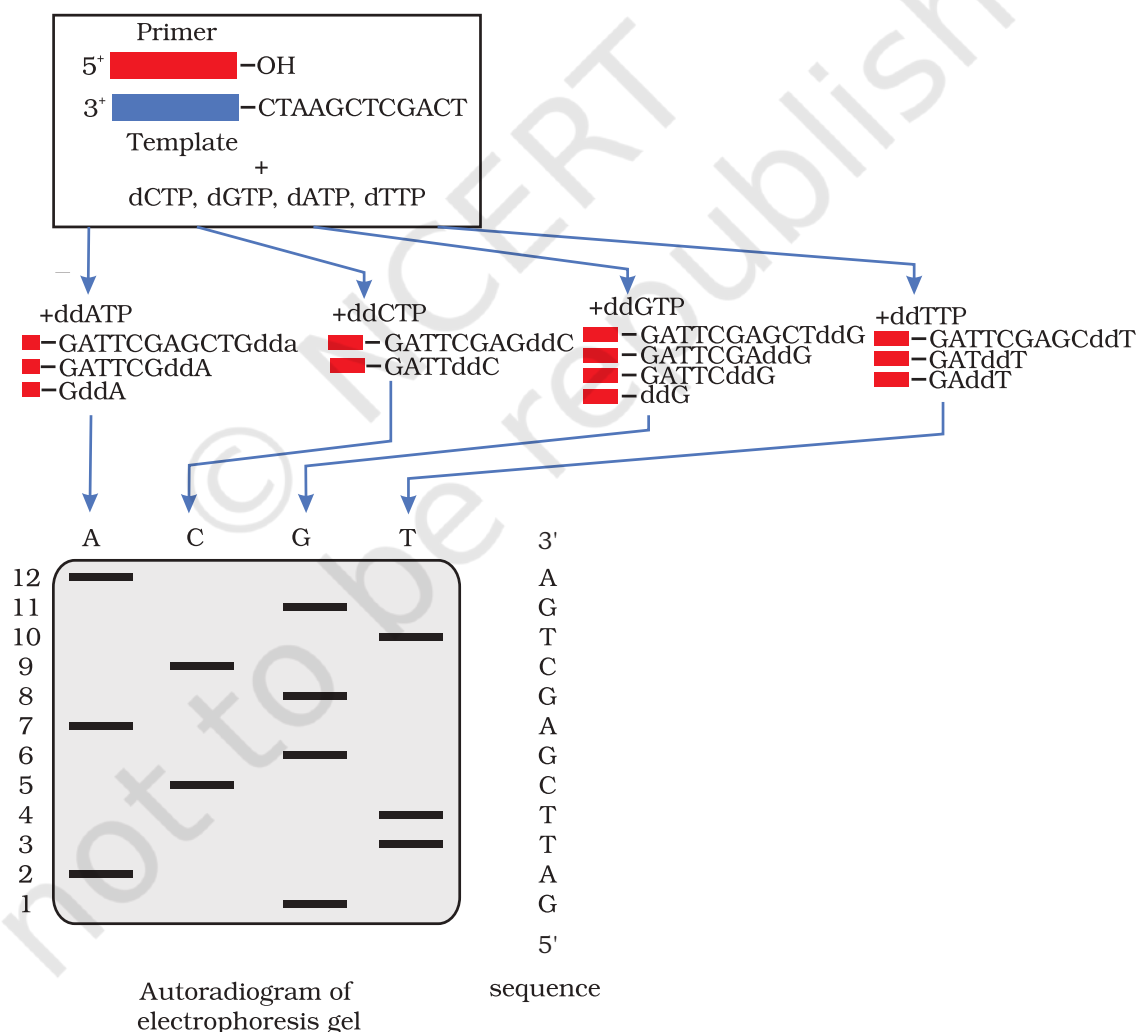 Primer
5+ –OH
3+ –CTAAGCTCGACT
Template
+
dCTP, dGTP, dATP, dTTP
+ddATP
–GATTCGAGCTGdda
–GATTCGddA
–GddA
+ddCTP
–GATTCGAGddC
–GATTddC
+ddGTP
–GATTCGAGCTddG
–GATTCGAddG
–GATTCddG
–ddG
+ddTTP
–GATTCGAGCddT
–GATddT
–GAddT
A C G T 3'
12 A
11 G
10 T
9 C
8 G
7 A
6 G
5 C
4 T
3 T
2 A
1 G
5'
Autoradiogram of
electrophoresis gel
sequence
© NCERT
not to be republish